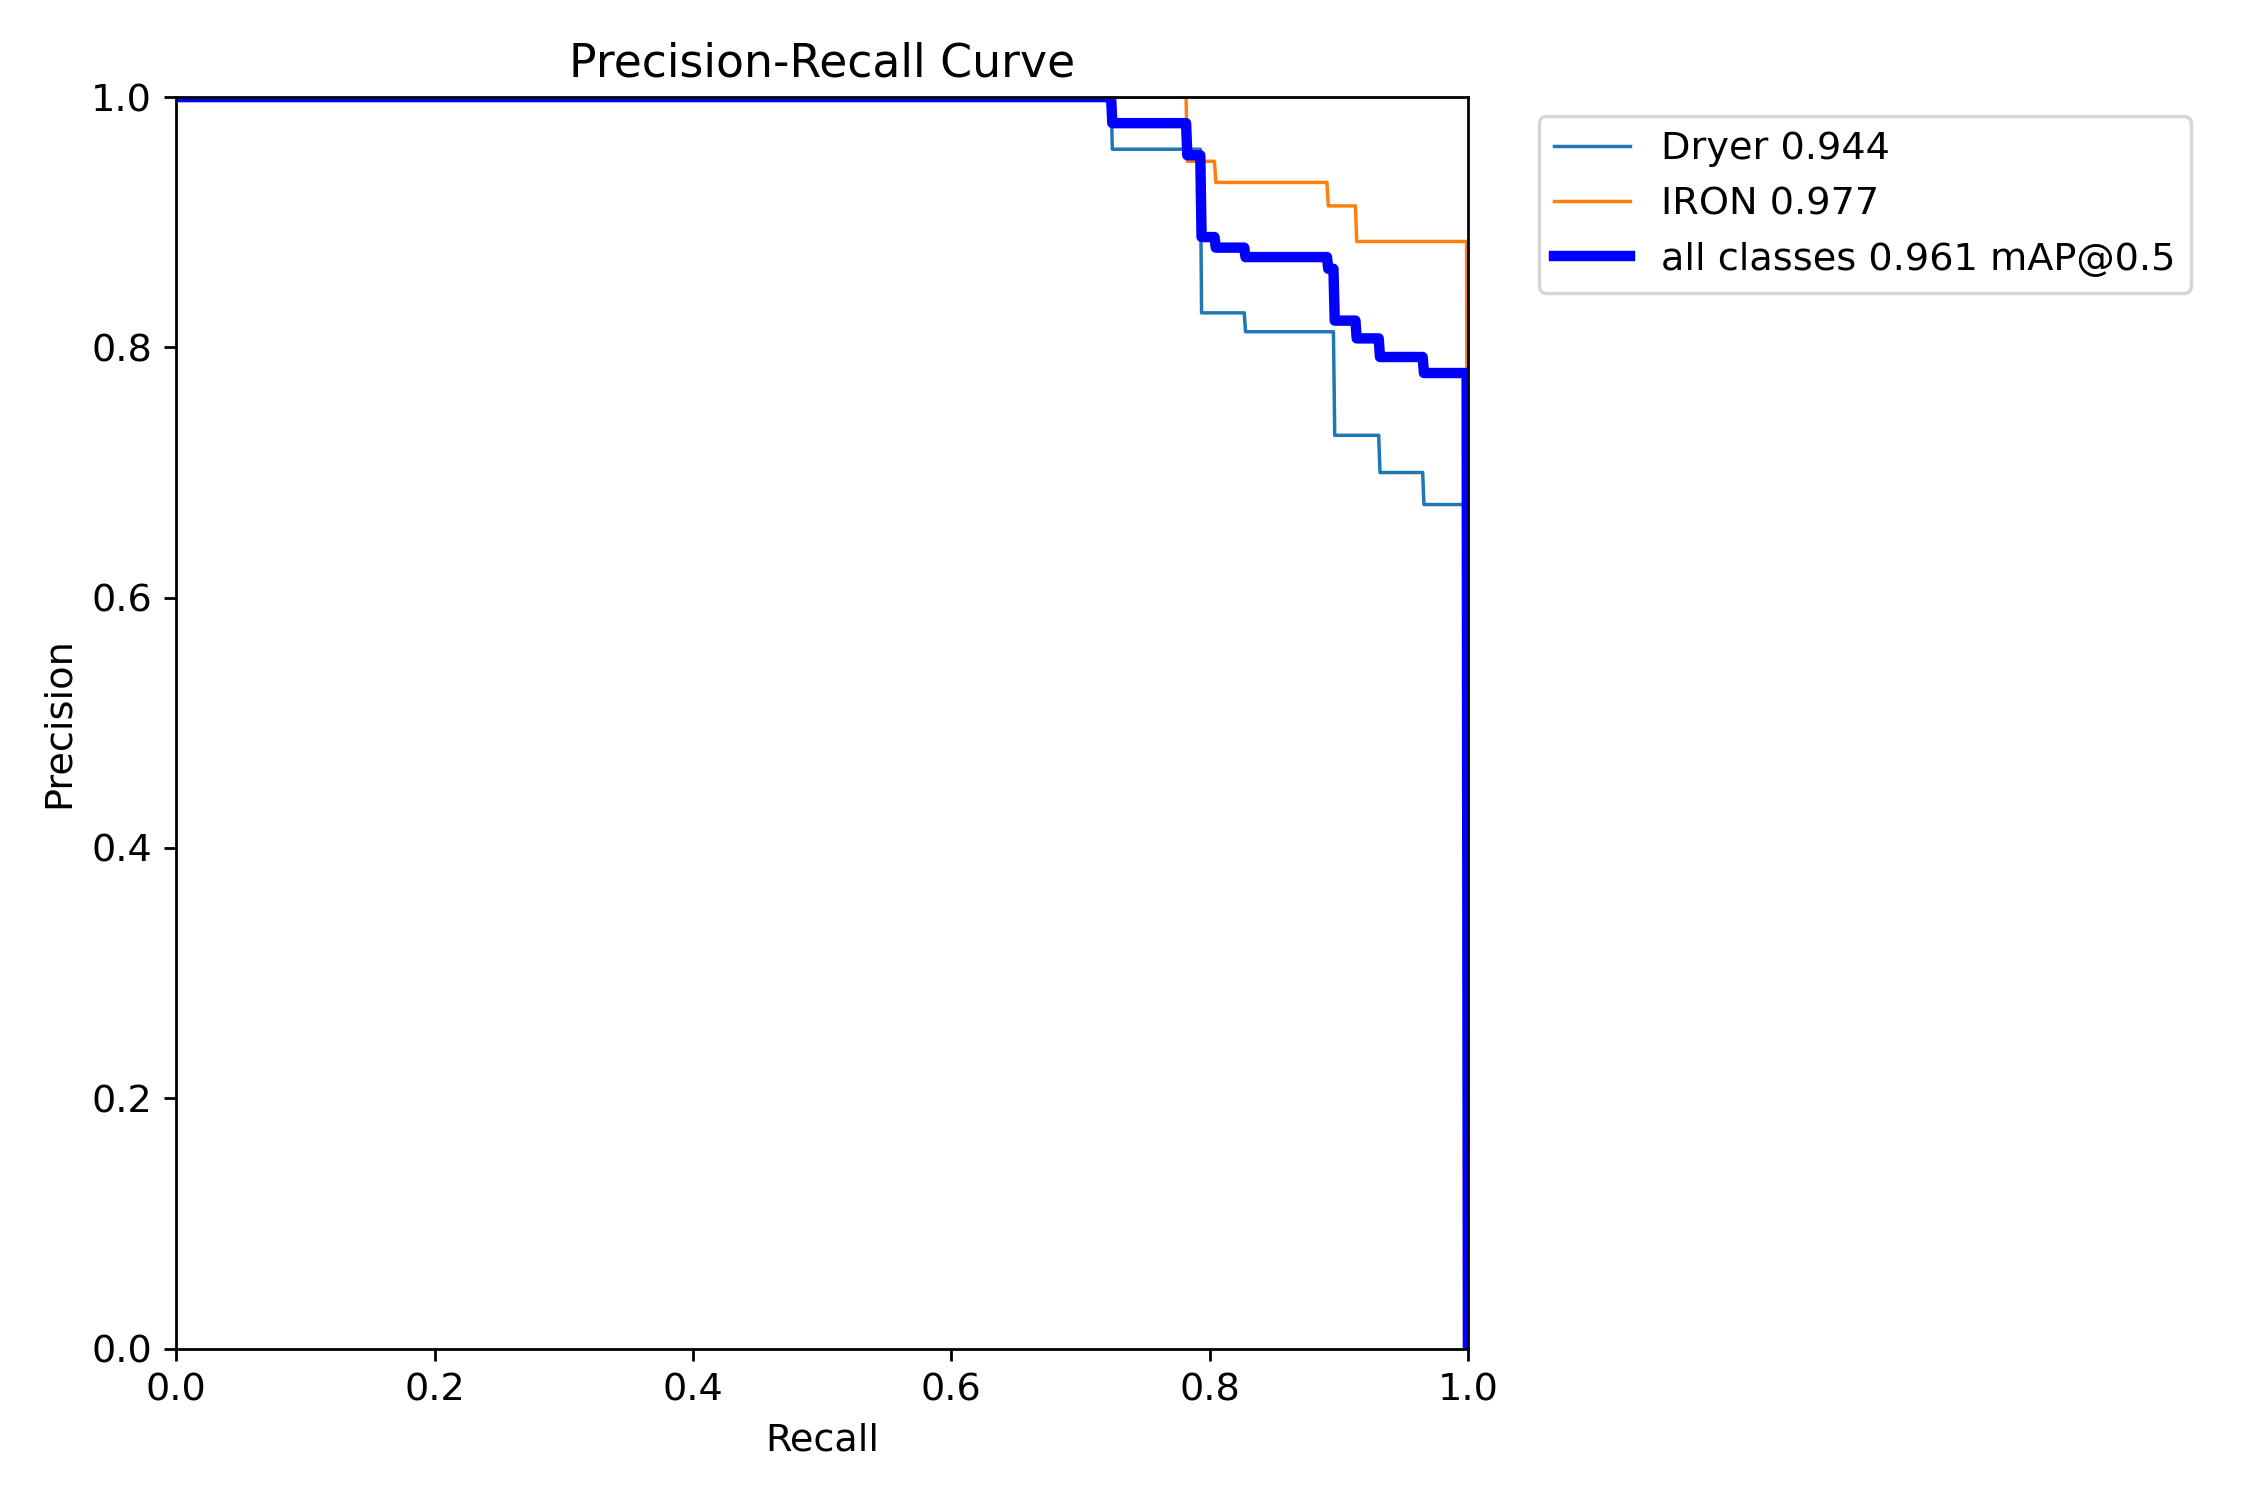 Precision-Recall Curve
1.0
0.8
0.6
0.4
0.2
0.0
Precision
0.0 0.2 0.4 0.6 0.8 1.0
Recall
Dryer 0.944
IRON 0.977
all classes 0.961 mAP@0.5